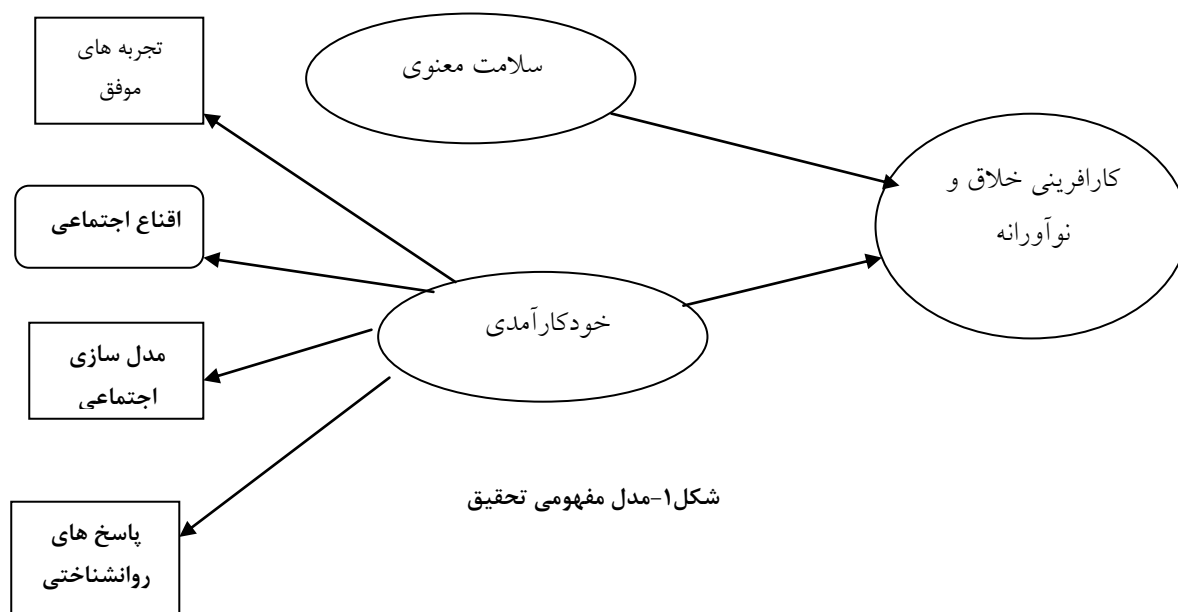 تجربه های
موفق
سلامت معنوی
کارافرینی خلاق و
نوآورانه
اقناع اجتماعی
خودکارآمدی
مدل سازی
اجتماعی
شکل۱-مدل مفهومی تحقیق
پاسخ های
روانشناختی